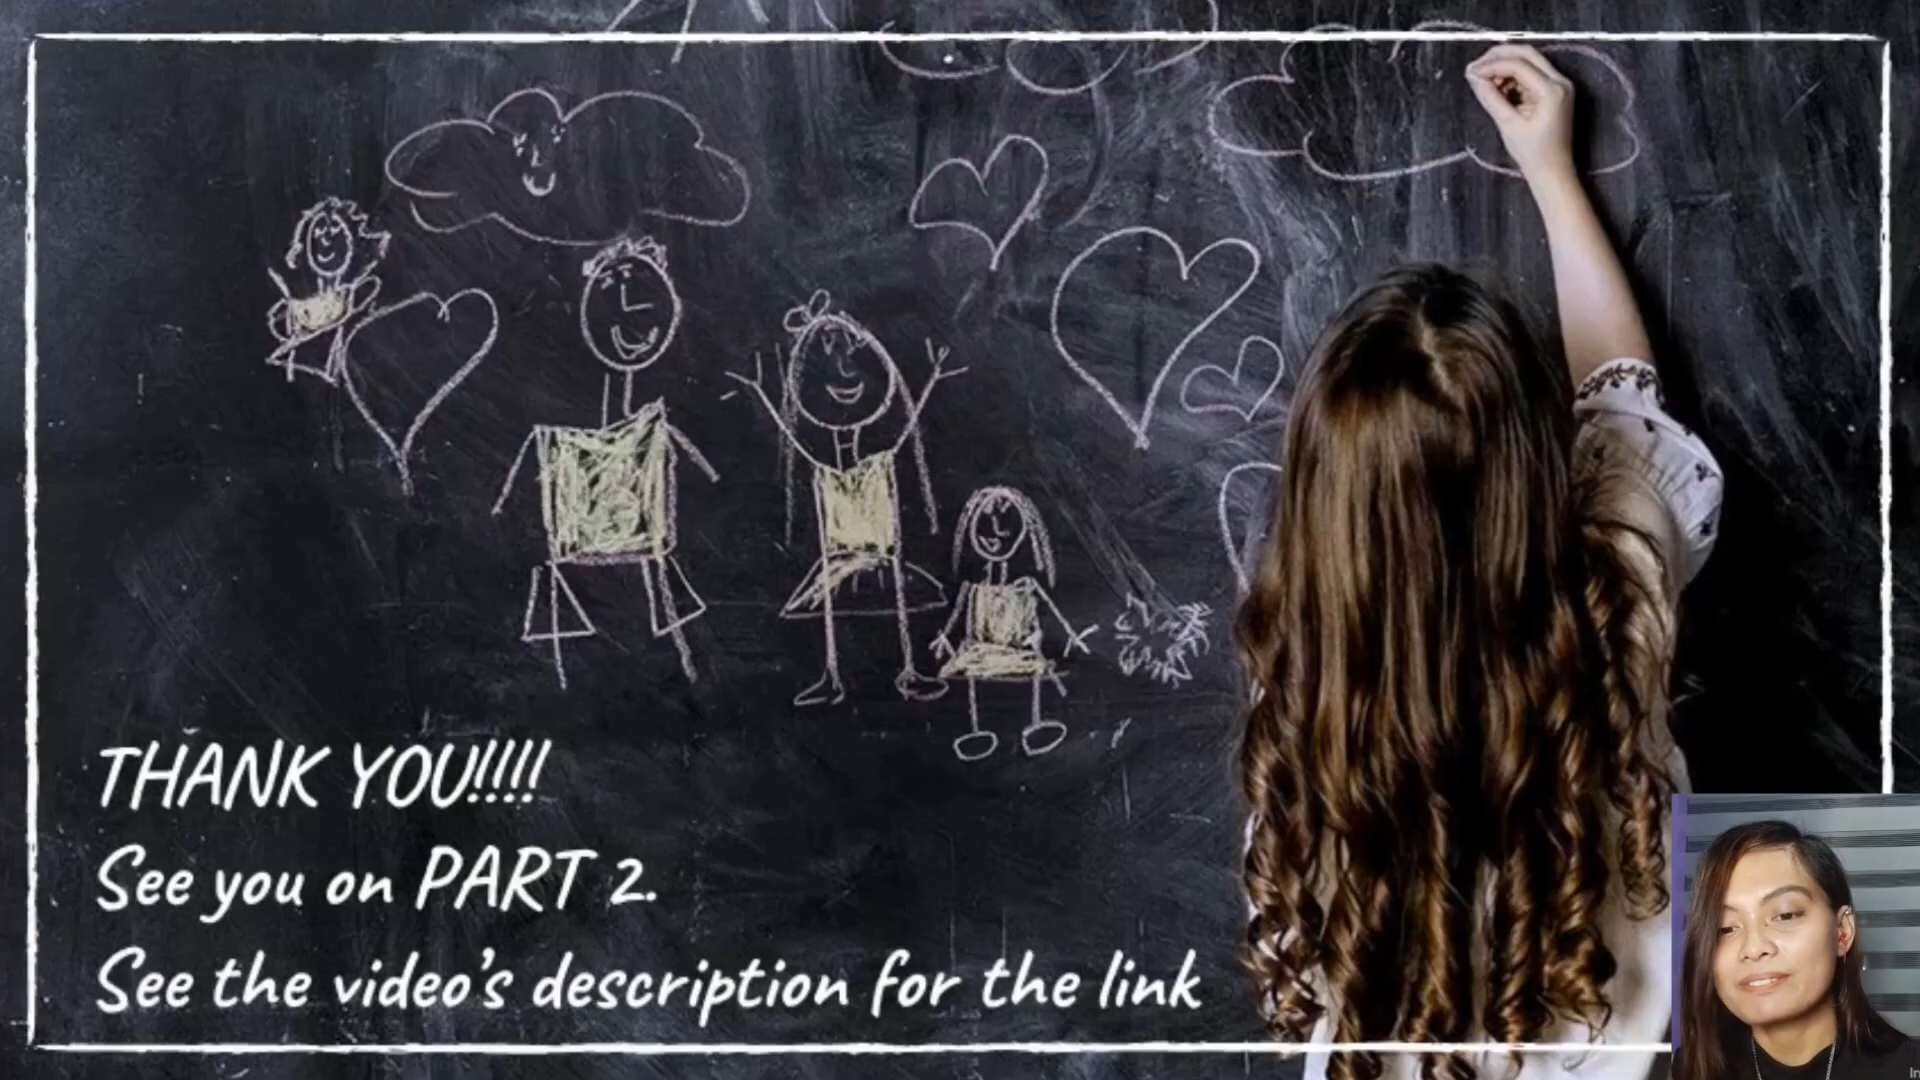 THANK YOU!!!!
See you on PART 2.
See the video's description for the link